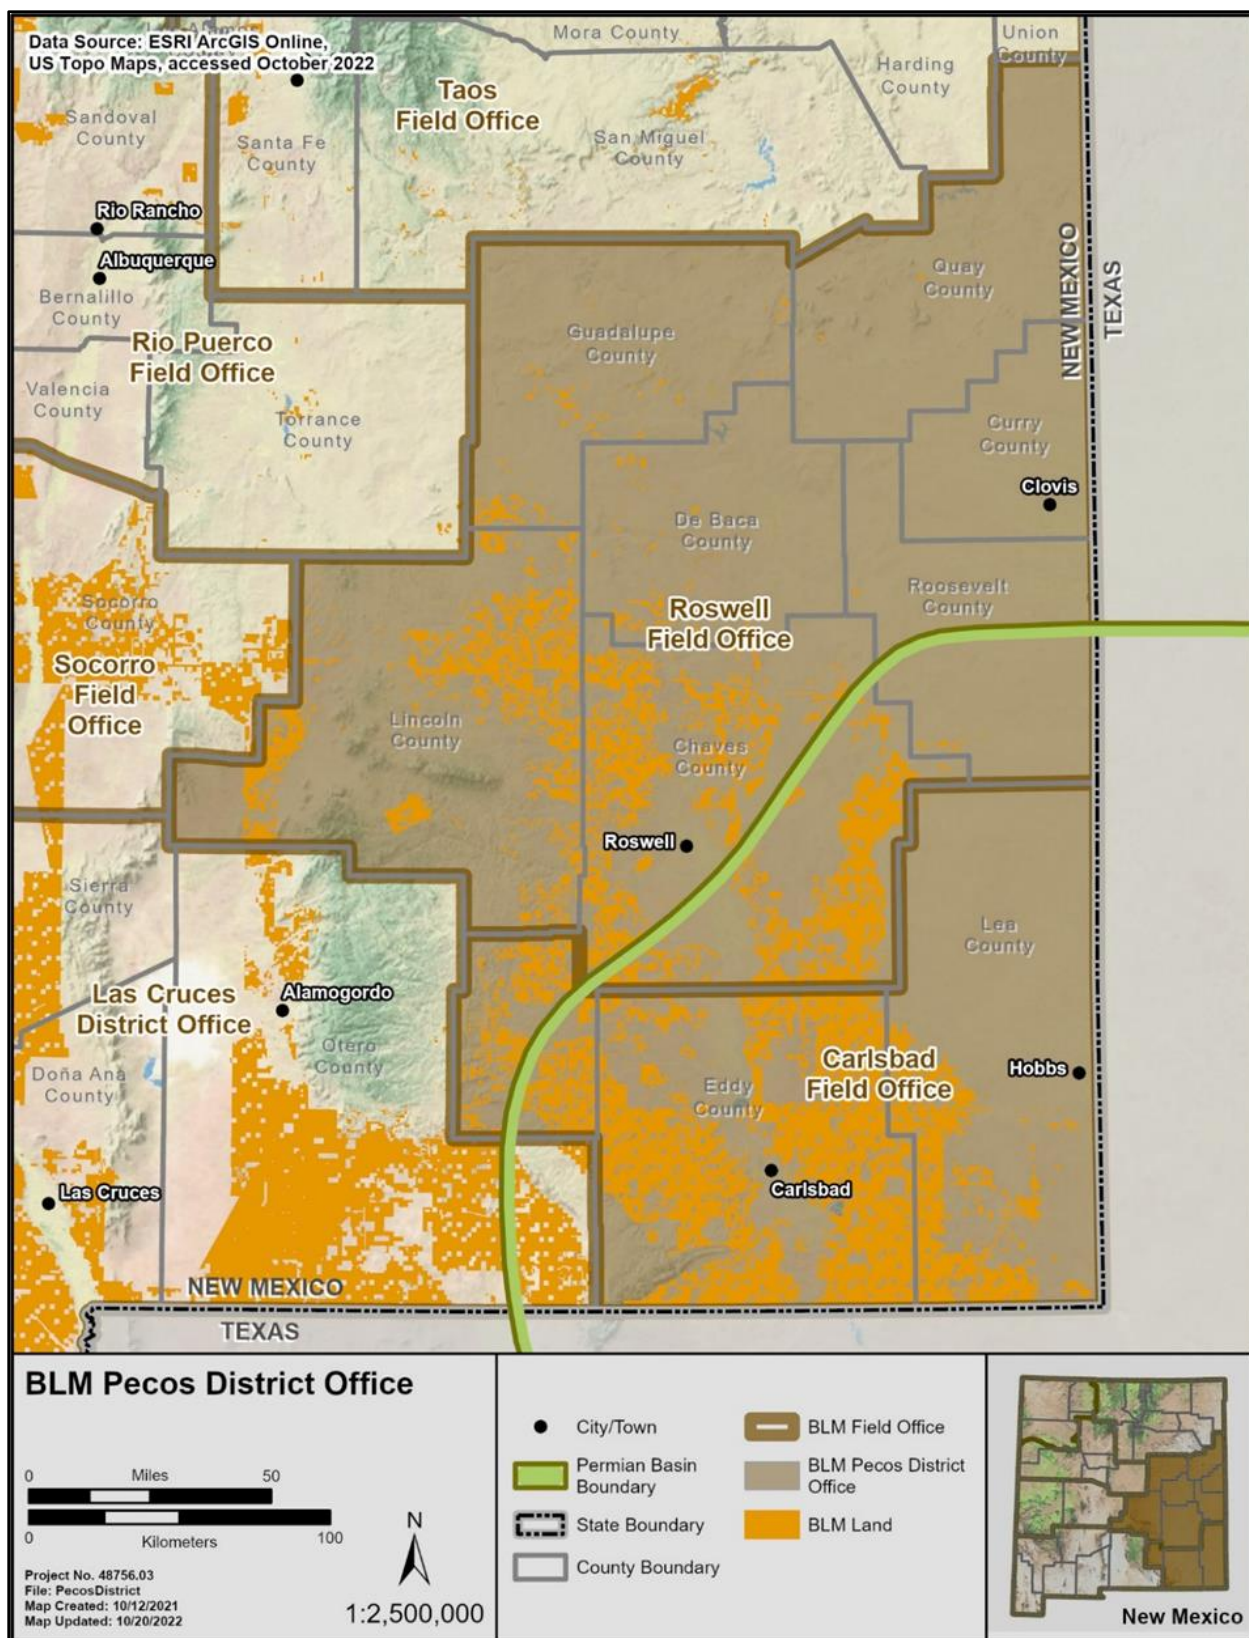 Mora County
Union
County
Data Source: ESRI ArcGIS Online,
US Topo Maps, accessed October 2022
Harding
County
Taos
Field Office
Sandoval
County
Santa Fe
County
San Miguel
County
Rio Rancho
Albuquerque
Bernalillo
County
Quay
County
NEW MEXICO
TEXAS
Guadalupe
County
Rio Puerco
Field Office
Valencia
County
Torrance
County
Curry
County
Clovis
De Baca
County
Socorro
County
Roosevelt
County
Roswell
Field Office
Socorro
Field
Office
Lincoln
County
Chaves
County
Roswell
Sierra
County
Lea
County
Las Cruces
District Office
Alamogordo
Otero
County
Doña Ana
County
Eddy
County
Carlsbad
Field Office
Hobbs
Las Cruces
Carlsbad
NEW MEXICO
TEXAS
BLM Pecos District Office
0 Miles 50
0 Kilometers 100
N
1:2,500,000
Project No. 48756.03
File: PecosDistrict
Map Created: 10/12/2021
Map Updated: 10/20/2022
City/Town
Permian Basin
Boundary
State Boundary
County Boundary
BLM Field Office
BLM Pecos District
Office
BLM Land
New Mexico